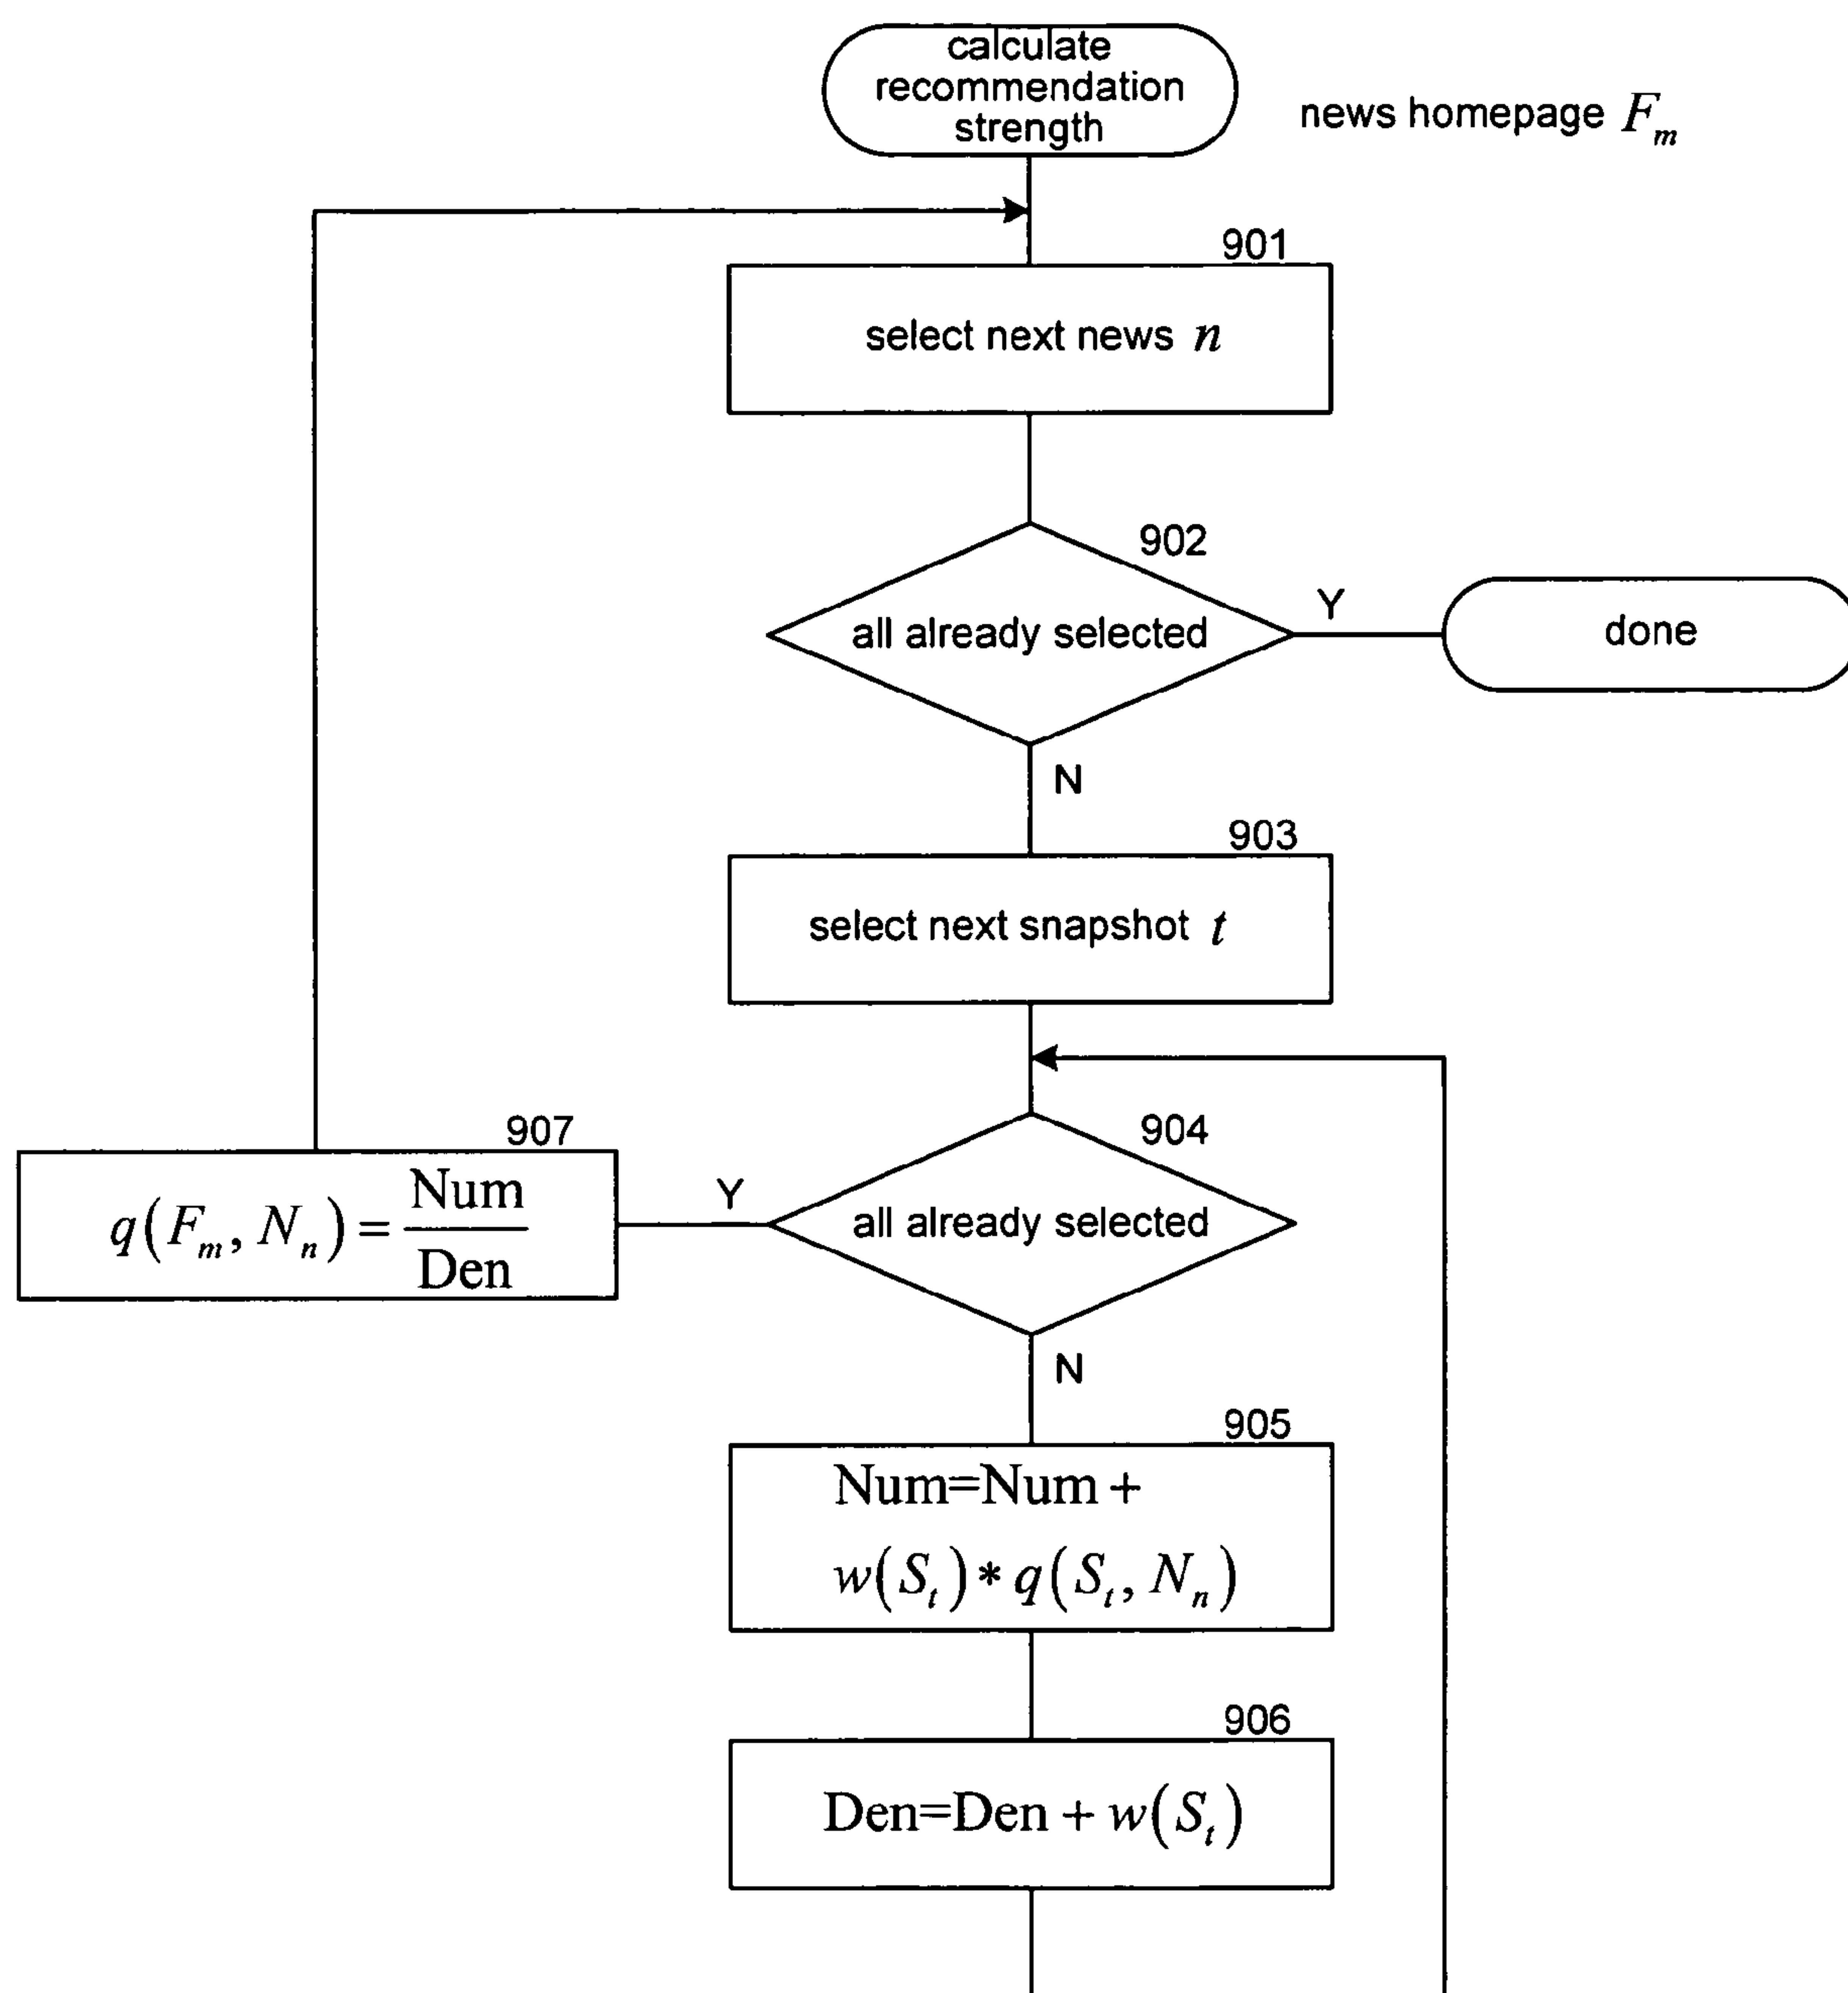 calculate
recommendation
strength
news homepage F_m
901
select next news n
902
all already selected
Y
done
N
903
select next snapshot t
904
all already selected
Y
907
q(F_m, N_n) = Num
Den
N
905
Num=Num +
w(S_t) * q(S_t, N_n)
906
Den=Den + w(S_t)